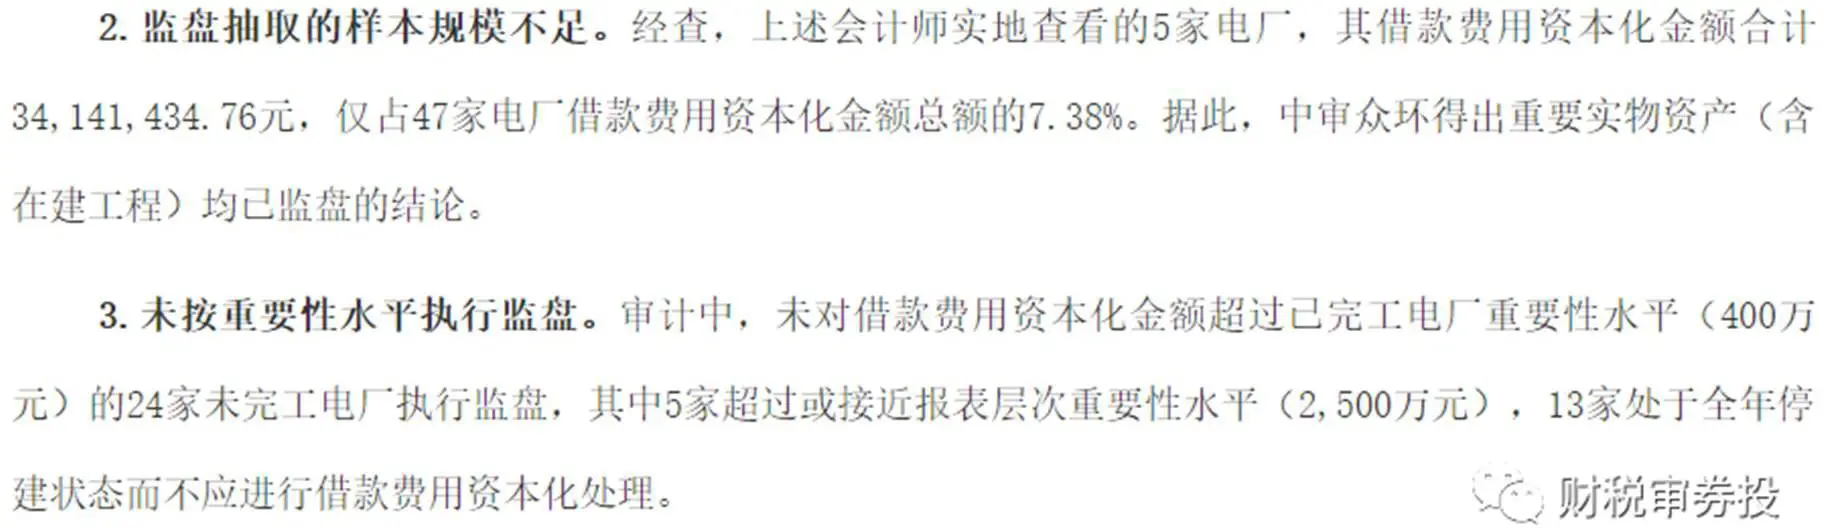 2. 监盘抽取的样本规模不足。经查，上述会计师实地查看的5家电厂，其借款费用资本化金额合计
34,141,434.76元，仅占47家电厂借款费用资本化金额总额的7.38%。据此，中审众环得出重要实物资产（含
在建工程）均已监盘的结论。
3. 未按重要性水平执行监盘。审计中，未对借款费用资本化金额超过已完工电厂重要性水平（400万
元）的24家未完工电厂执行监盘，其中5家超过或接近报表层次重要性水平（2,500万元），13家处于全年停
建状态而不应进行借款费用资本化处理。
财税审券投